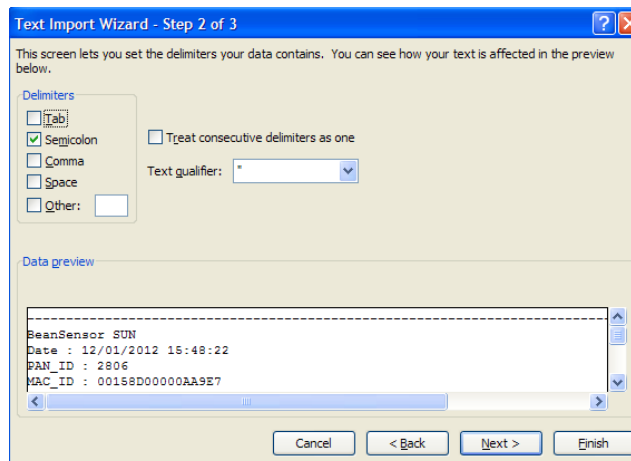 Text Import Wizard - Step 2 of 3
This screen lets you set the delimiters your data contains. You can see how your text is affected in the preview
below.
Delimiters
Tab
Semicolon
Comma
Space
Other:
Treat consecutive delimiters as one
Text qualifier: "
Data preview
--------------------------------------------------------------------------------
BeanSensor SUN
Date : 12/01/2012 15:48:22
PAN_ID : 2806
MAC_ID : 00158D00000AA9E7
Cancel < Back Next > Finish